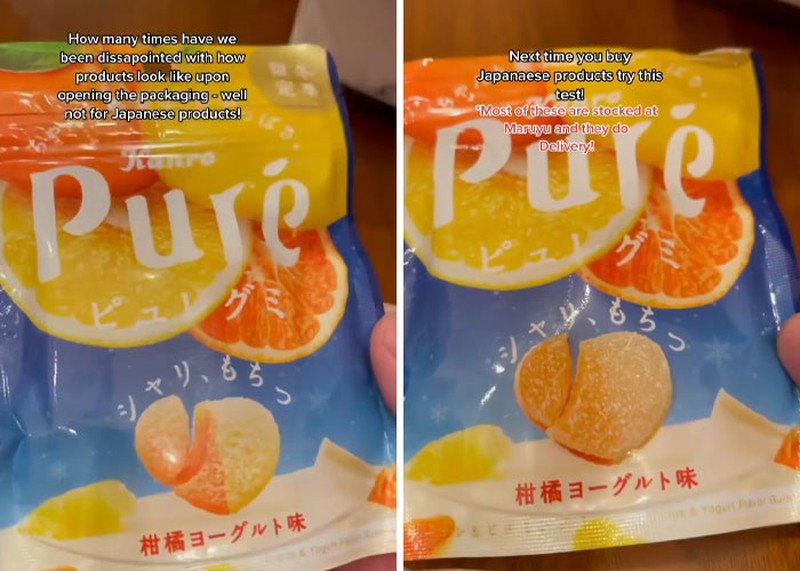 How many times have we
been dissapointed with how
products look like upon
opening the packaging - well
not for Japanese products!
Kanro
Puré
ピュレグミ
シャリ、もちっ
柑橘ヨーグルト味
Next time you buy
Japanaese products try this
test!
*Most of these are stocked at
Maruyu and they do
Delivery!
Puré
ピュレグミ
シャリ、もちっ
柑橘ヨーグルト味
& Yogurt Flavor